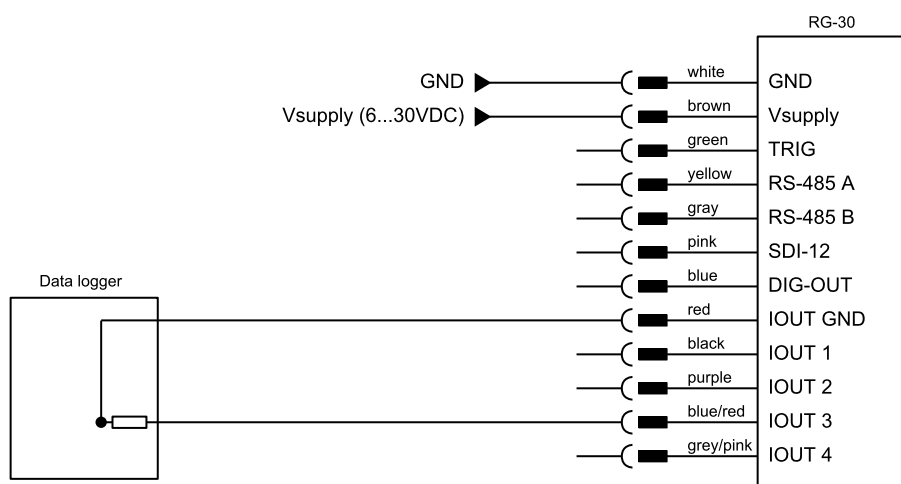 RG-30
GND white GND
Vsupply (6...30VDC) brown Vsupply
green TRIG
yellow RS-485 A
gray RS-485 B
pink SDI-12
Data logger
blue DIG-OUT
red IOUT GND
black IOUT 1
purple IOUT 2
blue/red IOUT 3
grey/pink IOUT 4